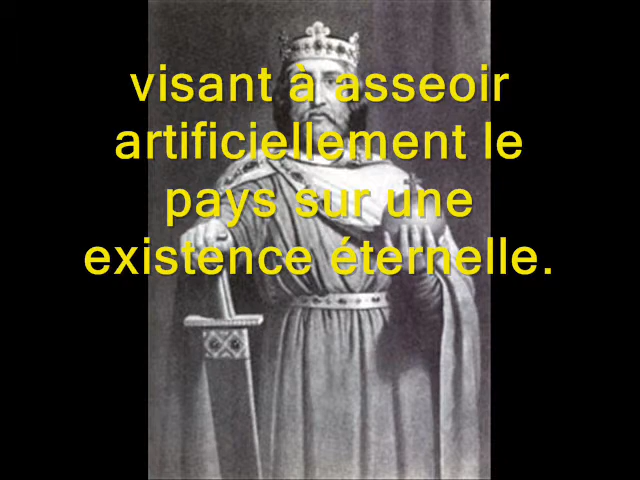 visant à asseoir
artificiellement le
pays sur une
existence éternelle.